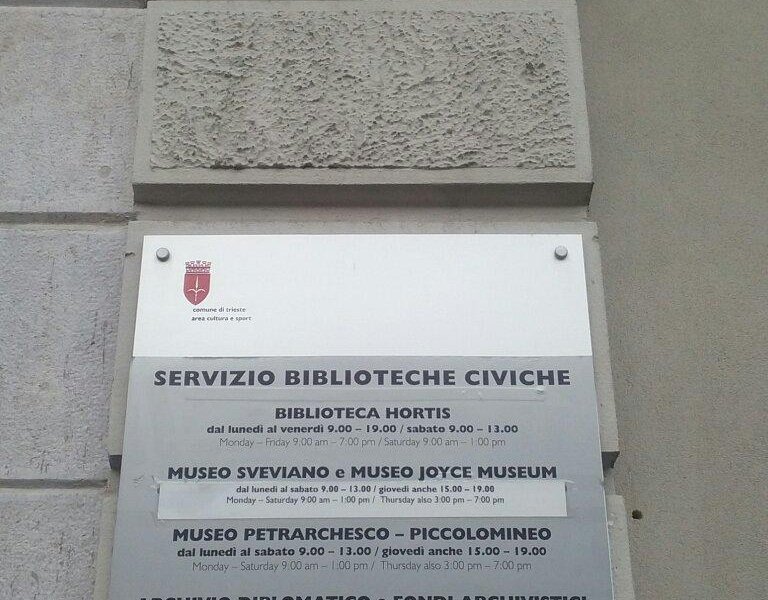 comune di trieste
area cultura e sport
SERVIZIO BIBLIOTECHE CIVICHE
BIBLIOTECA HORTIS
dal lunedì al venerdì 9.00 – 19.00 / sabato 9.00 – 13.00
Monday – Friday 9:00 am – 7:00 pm / Saturday 9:00 am – 1:00 pm
MUSEO SVEVIANO e MUSEO JOYCE MUSEUM
dal lunedì al sabato 9.00 – 13.00 / giovedì anche 15.00 – 19.00
Monday – Saturday 9:00 am – 1:00 pm / Thursday also 3:00 pm – 7:00 pm
MUSEO PETRARCHESCO – PICCOLOMINEO
dal lunedì al sabato 9.00 – 13.00 / giovedì anche 15.00 – 19.00
Monday – Saturday 9:00 am – 1:00 pm / Thursday also 3:00 pm – 7:00 pm
ARCHIVIO DIPLOMATICO e FONDI ARCHIVISTICI